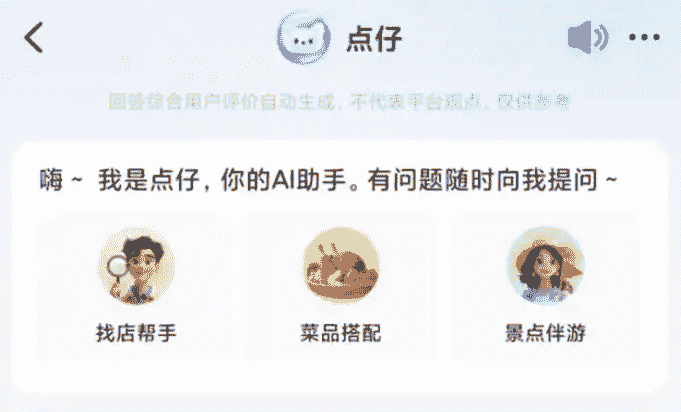 点仔
回答综合用户评价自动生成，不代表平台观点、仅供参考
嗨~ 我是点仔，你的AI助手。有问题随时向我提问~
找店帮手
菜品搭配
景点伴游